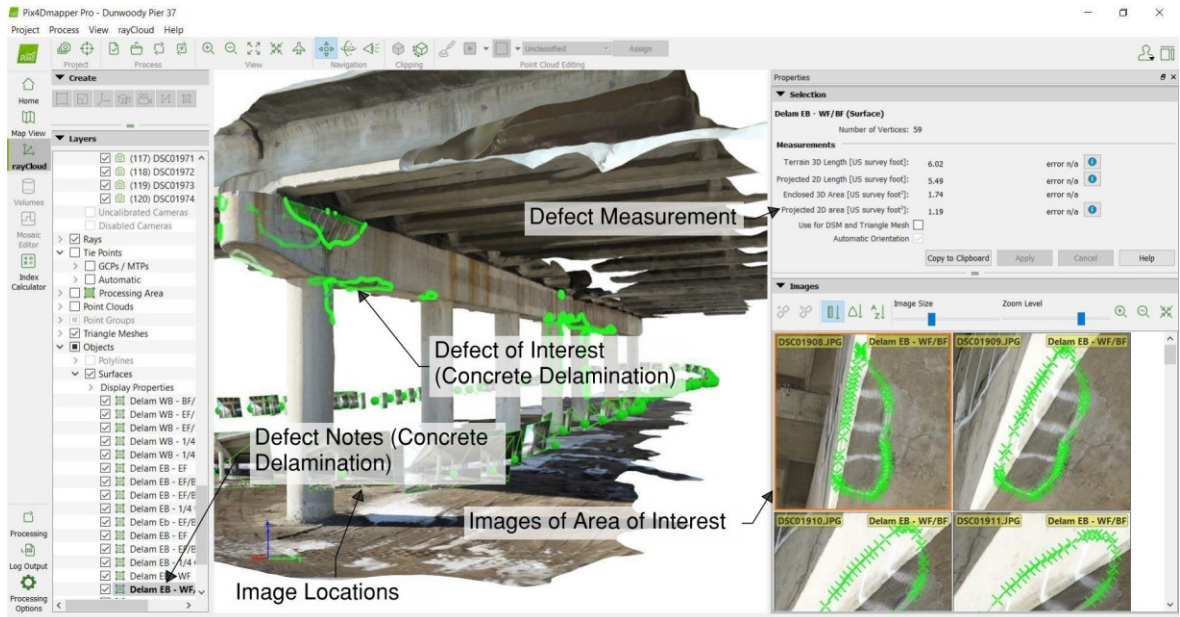 Pix4Dmapper Pro - Dunwoody Pier 37
Project Process View rayCloud Help
Unclassified
Assign
Project
Process
View
Navigation
Clipping
Point Cloud Editing
Home
Map View
rayCloud
Volumes
Mosaic
Editor
Index
Calculator
Processing
Log Output
Processing
Options
Create
Layers
(117) DSC01971
(118) DSC01972
(119) DSC01973
(120) DSC01974
Uncalibrated Cameras
Disabled Cameras
Rays
Tie Points
GCPs / MTPs
Automatic
Processing Area
Point Clouds
Point Groups
Triangle Meshes
Objects
Polylines
Surfaces
Display Properties
Delam WB - BF/
Delam WB - EF/
Delam WB - EF/
Delam WB - 1/4
Delam WB - 1/4
Delam EB - EF
Delam EB - EF/B
Delam EB - EF/B
Delam EB - 1/4
Delam Eb - EF/B
Delam EB - EF
Delam EB - EF/B
Delam EB - 1/4
Delam EB - WF
Delam EB - WF/
Defect Measurement
Defect of Interest
(Concrete Delamination)
Defect Notes (Concrete
Delamination)
Images of Area of Interest
Image Locations
Properties
Selection
Delam EB - WF/BF (Surface)
Number of Vertices: 59
Measurements
Terrain 3D Length [US survey foot]: 6.02 error n/a
Projected 2D Length [US survey foot]: 5.49 error n/a
Enclosed 3D Area [US survey foot²]: 1.74 error n/a
Projected 2D area [US survey foot²]: 1.19 error n/a
Use for DSM and Triangle Mesh
Automatic Orientation
Copy to Clipboard Apply Cancel Help
Images
Image Size
Zoom Level
DSC01908.JPG Delam EB - WF/BF
DSC01909.JPG Delam EB - WF/BF
DSC01910.JPG Delam EB - WF/BF
DSC01911.JPG Delam EB - WF/BF